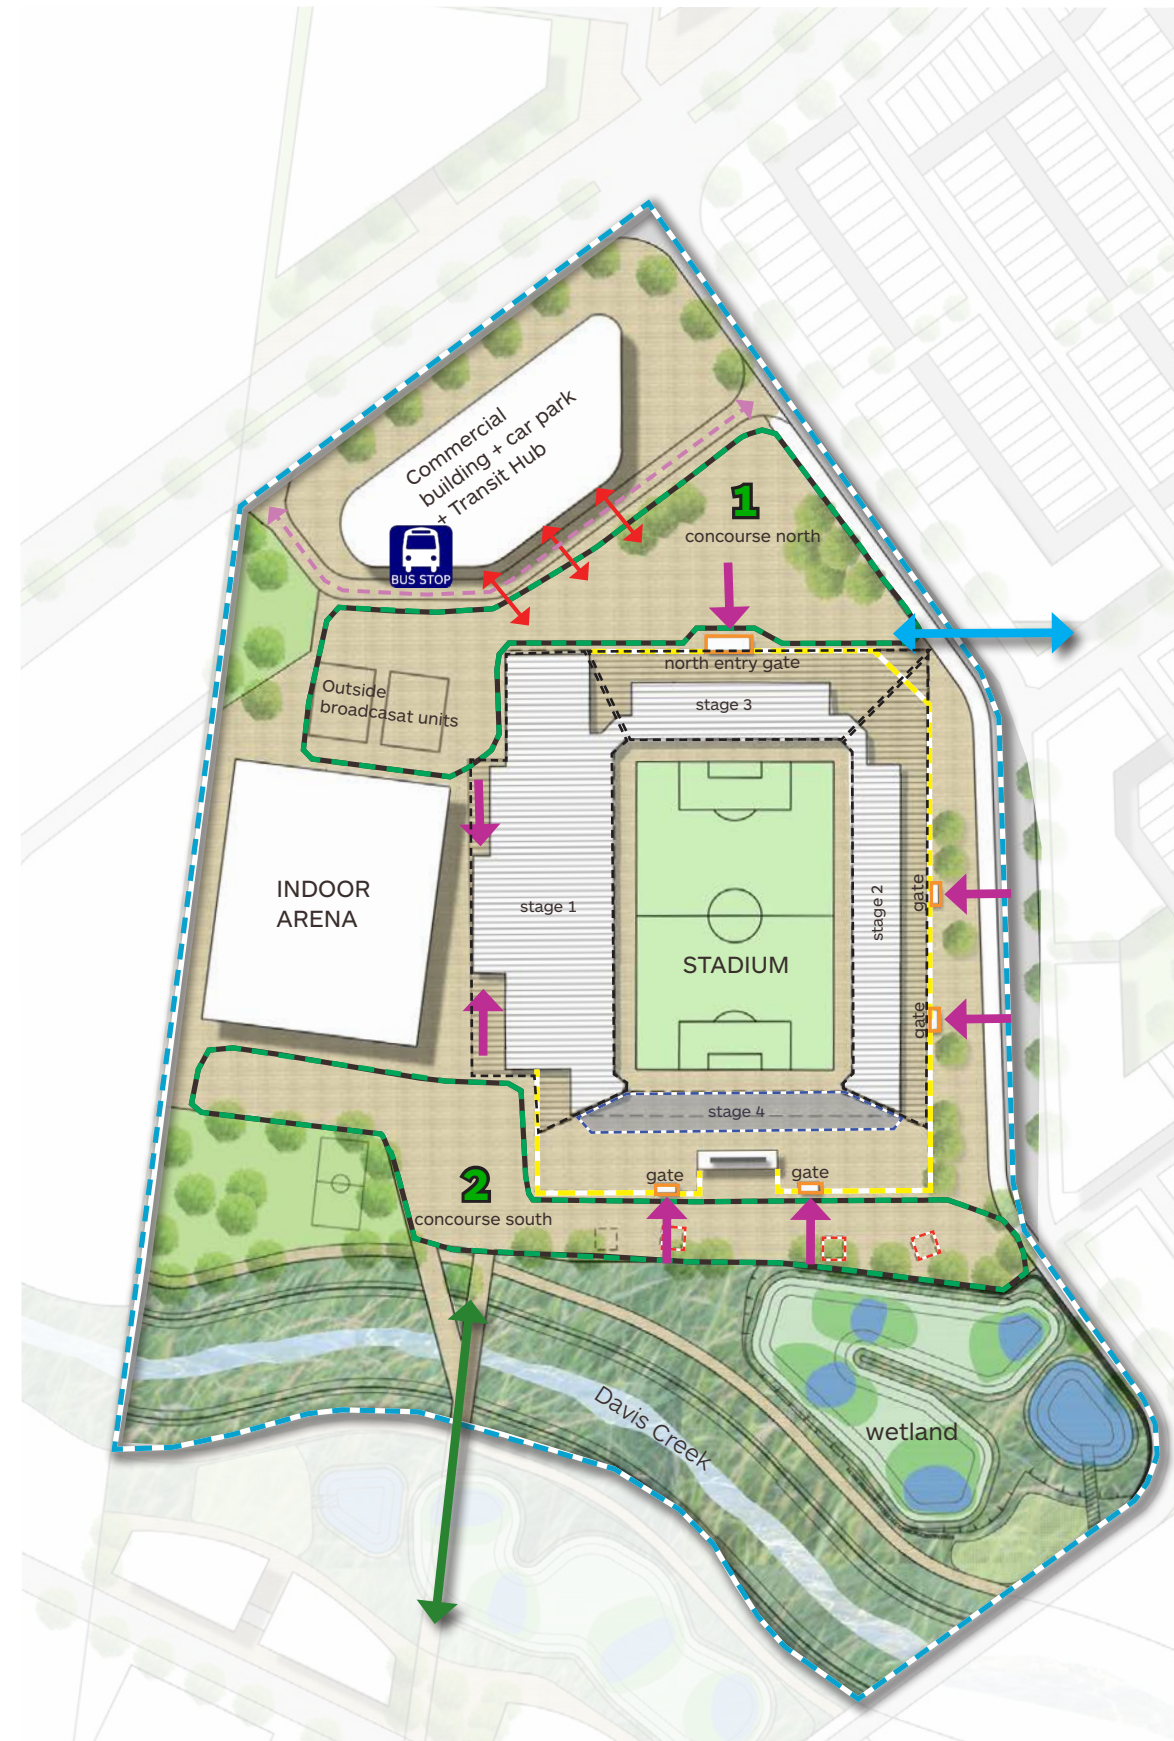 Commercial
building + car park
+ Transit Hub
BUS STOP
1
concourse north
north entry gate
Outside
broadcasat units
stage 3
INDOOR
ARENA
stage 1
stage 2
gate
STADIUM
gate
stage 4
gate
gate
2
concourse south
Davis Creek
wetland